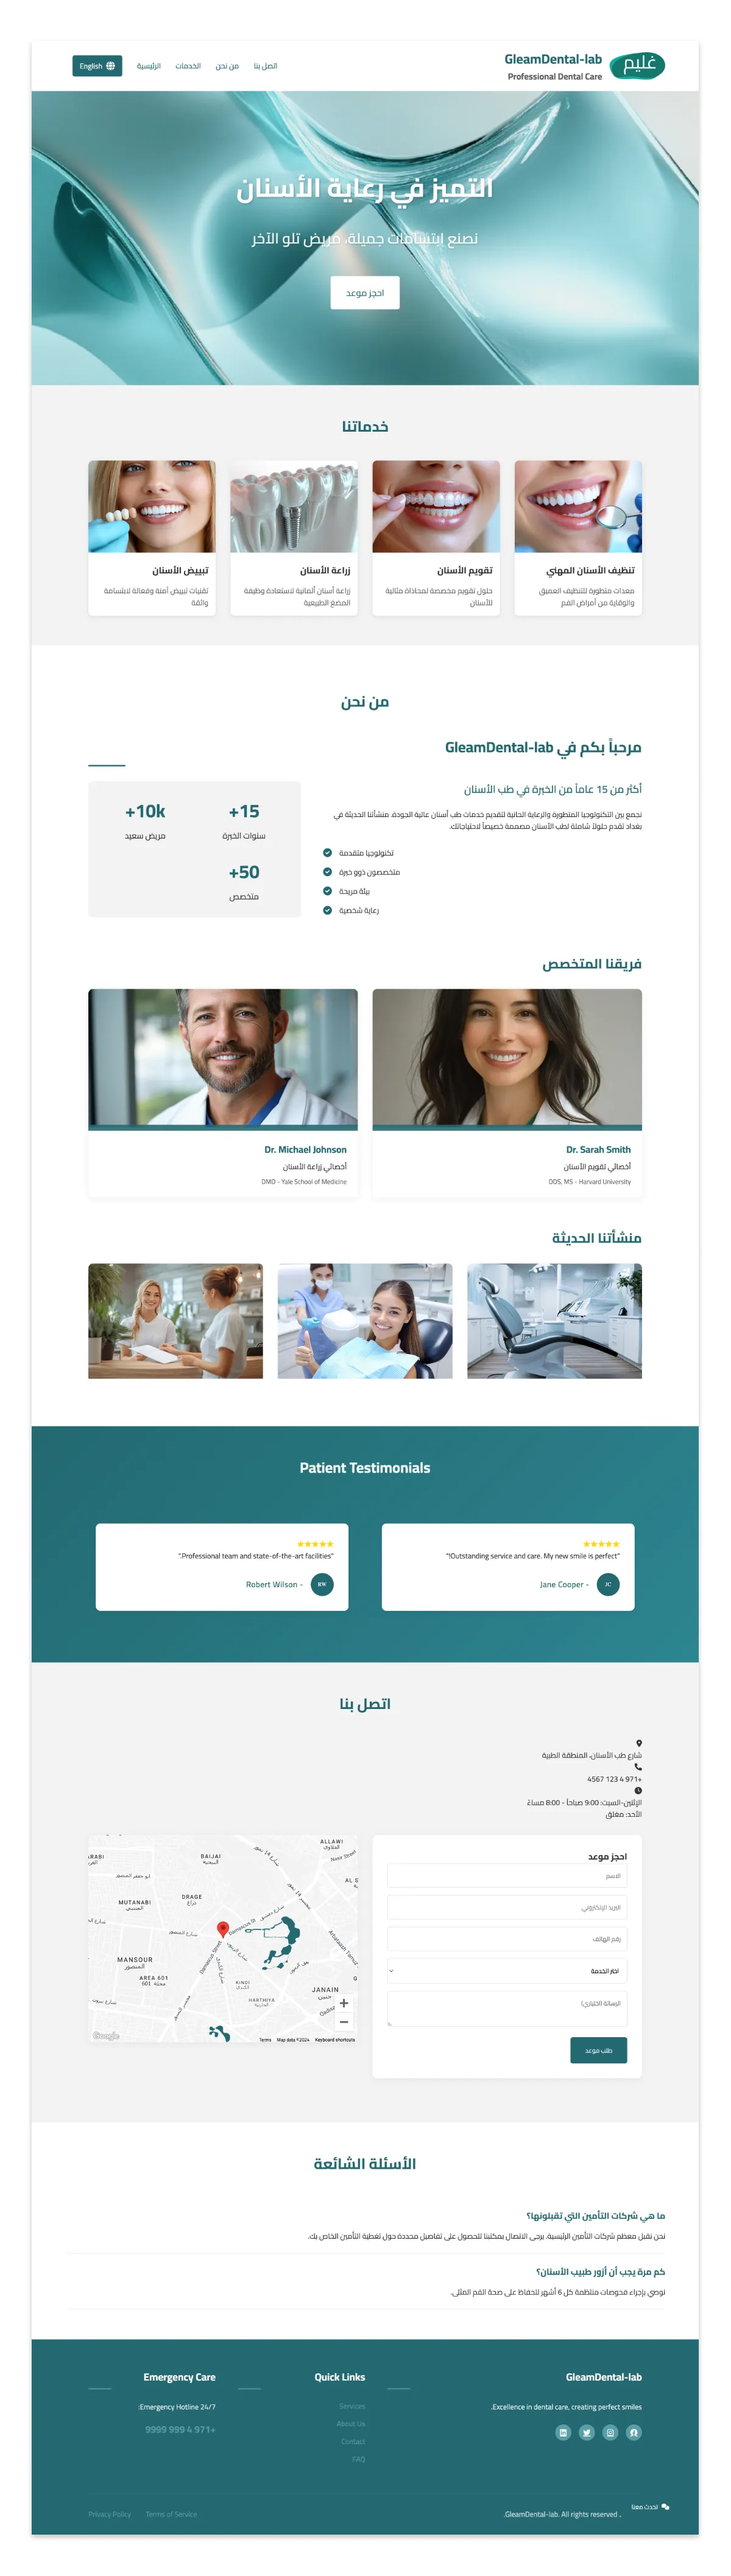 غليم
GleamDental-lab
Professional Dental Care
اتصل بنا
من نحن
الخدمات
الرئيسية
English
التميز في رعاية الأسنان
نصنع ابتسامات جميلة، مريض تلو الآخر
احجز موعد
خدماتنا
تنظيف الأسنان المهني
معدات متطورة للتنظيف العميق
والوقاية من أمراض الفم
تقويم الأسنان
حلول تقويم مخصصة لمحاذاة مثالية
للأسنان
زراعة الأسنان
زراعة أسنان ألمانية لاستعادة وظيفة
المضغ الطبيعية
تبييض الأسنان
تقنيات تبييض آمنة وفعالة لابتسامة
واثقة
من نحن
مرحباً بكم في GleamDental-lab
أكثر من 15 عاماً من الخبرة في طب الأسنان
نجمع بين التكنولوجيا المتطورة والرعاية الحانية لتقديم خدمات طب أسنان عالية الجودة. منشأتنا الحديثة في
بغداد تقدم حلولاً شاملة لطب الأسنان مصممة خصيصاً لاحتياجاتك.
تكنولوجيا متقدمة
متخصصون ذوو خبرة
بيئة مريحة
رعاية شخصية
+15
سنوات الخبرة
+10k
مريض سعيد
+50
متخصص
فريقنا المتخصص
Dr. Sarah Smith
أخصائي تقويم الأسنان
DDS, MS - Harvard University
Dr. Michael Johnson
أخصائي زراعة الأسنان
DMD - Yale School of Medicine
منشأتنا الحديثة
Patient Testimonials
★★★★★
"Outstanding service and care. My new smile is perfect!"
JC
Jane Cooper -
★★★★★
"Professional team and state-of-the-art facilities."
RW
Robert Wilson -
اتصل بنا
شارع طب الأسنان، المنطقة الطبية
+971 4 123 4567
الإثنين-السبت: 9:00 صباحاً - 8:00 مساءً
الأحد: مغلق
احجز موعد
الاسم
البريد الإلكتروني
رقم الهاتف
اختر الخدمة
الرسالة (اختياري)
طلب موعد
ALLAWI
BAIJAI
البيجية
DRAGE
دراغ
MUTANABI
المتنبي
MANSOUR
المنصور
AREA 601
محلة 601
KINDI
الكندي
HARTHIYA
الحارثية
JANAIN
Damascus St
Google
Keyboard shortcuts
Map data ©2024
Terms
الأسئلة الشائعة
ما هي شركات التأمين التي تقبلونها؟
نحن نقبل معظم شركات التأمين الرئيسية. يرجى الاتصال بمكتبنا للحصول على تفاصيل محددة حول تغطية التأمين الخاص بك.
كم مرة يجب أن أزور طبيب الأسنان؟
نوصي بإجراء فحوصات منتظمة كل 6 أشهر للحفاظ على صحة الفم المثلى.
GleamDental-lab
Excellence in dental care, creating perfect smiles.
Quick Links
Services
About Us
Contact
FAQ
Emergency Care
Emergency Hotline 24/7:
+971 4 999 9999
تحدث معنا
GleamDental-lab. All rights reserved.
Terms of Service
Privacy Policy